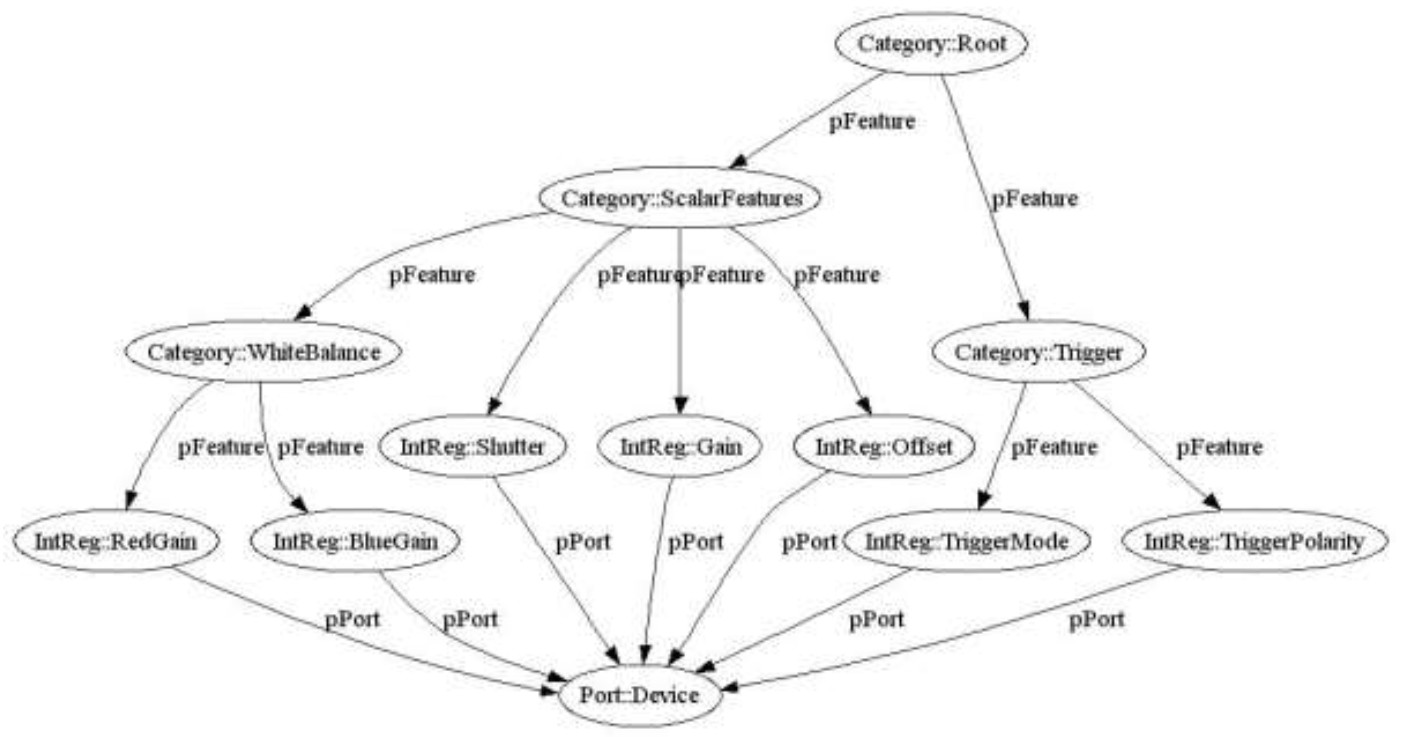 Category::Root
pFeature
Category::ScalarFeatures
pFeature
pFeature
pFeature
pFeature
pFeature
Category::WhiteBalance
Category::Trigger
pFeature
pFeature
IntReg::Shutter
IntReg::Gain
IntReg::Offset
pFeature
pFeature
IntReg::RedGain
IntReg::BlueGain
pPort
pPort
pPort
IntReg::TriggerMode
IntReg::TriggerPolarity
pPort
pPort
pPort
pPort
Port::Device